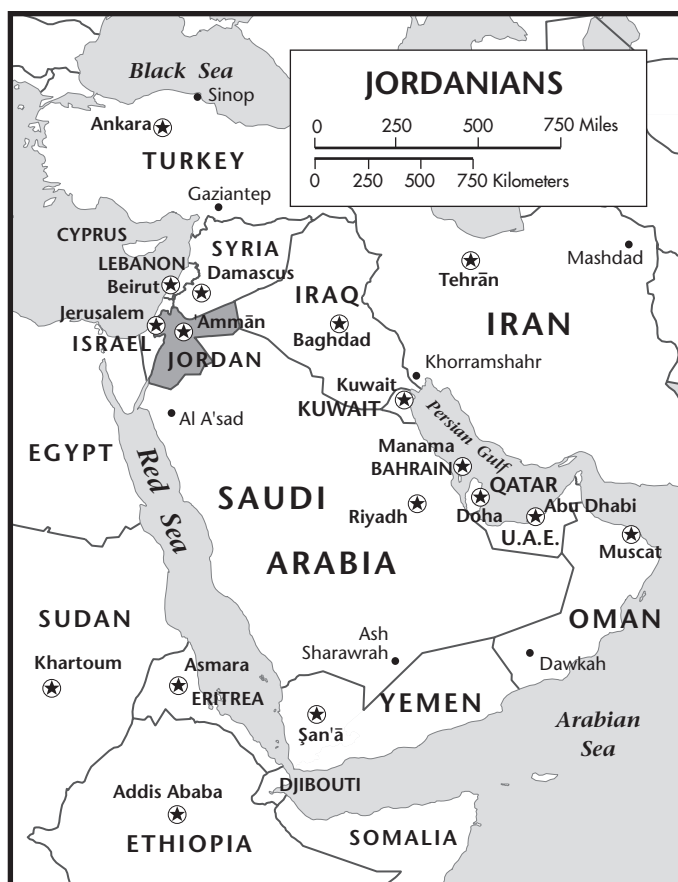 JORDANIANS
0 250 500 750 Miles
0 250 500 750 Kilometers
Black Sea
Sinop
Ankara
TURKEY
Gaziantep
CYPRUS
SYRIA
LEBANON
Damascus
Beirut
Jerusalem
'Ammān
ISRAEL
JORDAN
IRAQ
Baghdad
Tehrān
Mashdad
IRAN
Khorramshahr
Kuwait
KUWAIT
Al A'sad
EGYPT
Red Sea
Persian Gulf
Manama
BAHRAIN
QATAR
SAUDI
ARABIA
Riyadh
Doha
Abu Dhabi
U.A.E.
Muscat
OMAN
SUDAN
Khartoum
Asmara
ERITREA
Ash
Sharawrah
Dawkah
YEMEN
Şan'ā
Arabian
Sea
DJIBOUTI
Addis Ababa
ETHIOPIA
SOMALIA